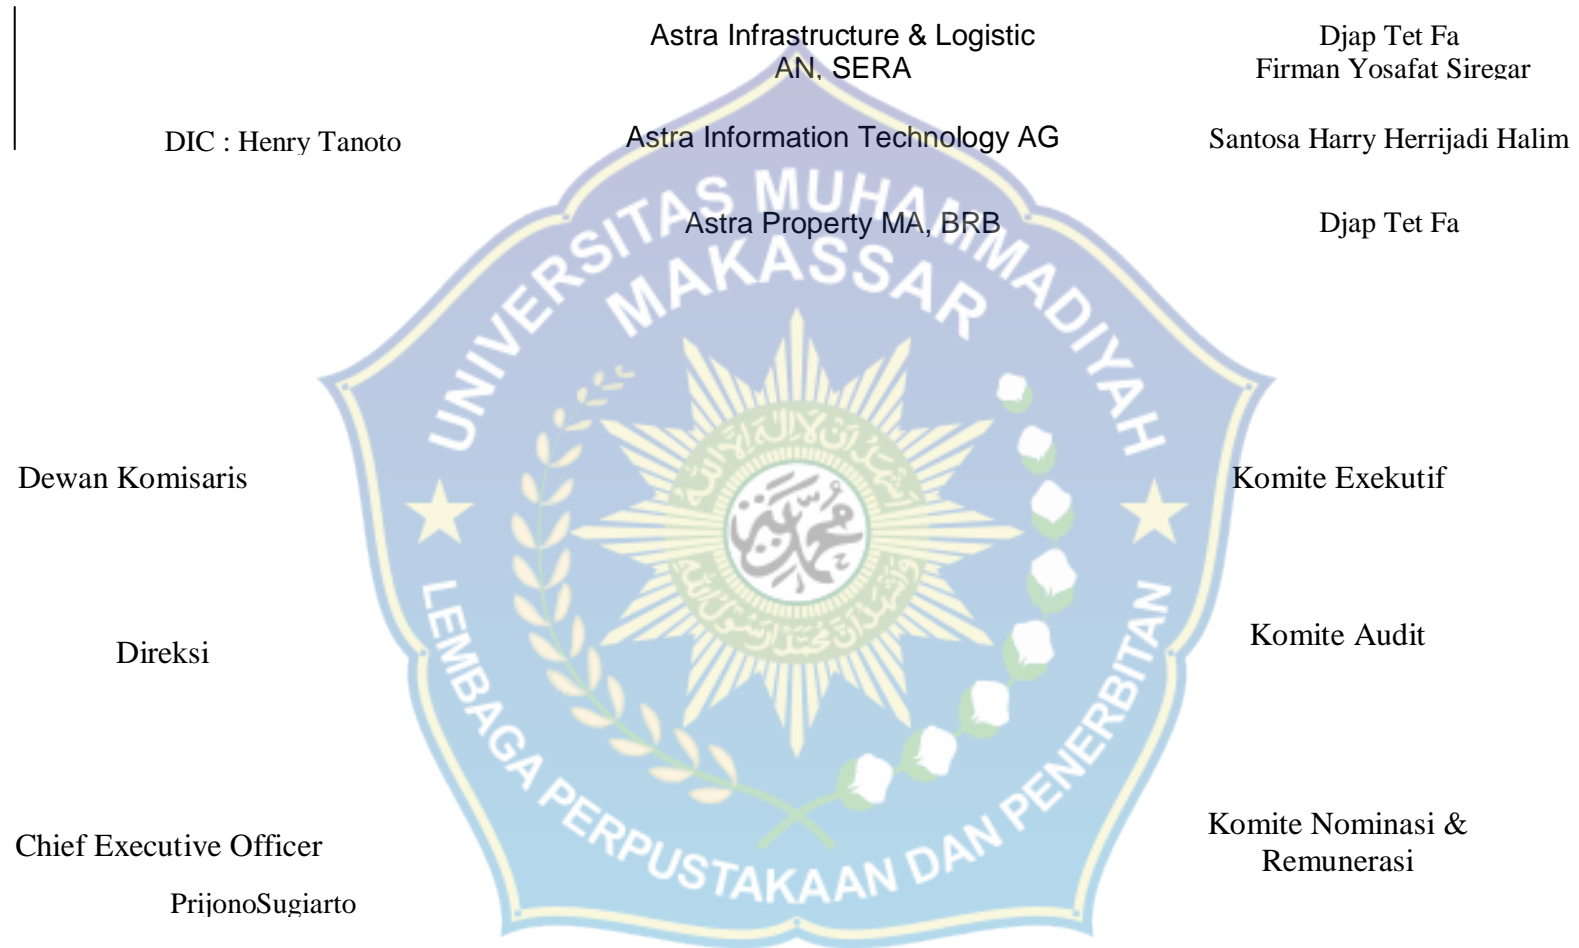 Astra Infrastructure & Logistic
AN, SERA
Djap Tet Fa
Firman Yosafat Siregar
DIC : Henry Tanoto
Astra Information Technology AG
Santosa Harry Herrijadi Halim
Astra Property MA, BRB
Djap Tet Fa
UNIVERSITAS MUHAMMADIYAH
MAKASSAR
Dewan Komisaris
Komite Exekutif
محمد
Direksi
Komite Audit
LEMBAGA PERPUSTAKAAN DAN PENERBITAN
Chief Executive Officer
PrijonoSugiarto
Komite Nominasi &
Remunerasi